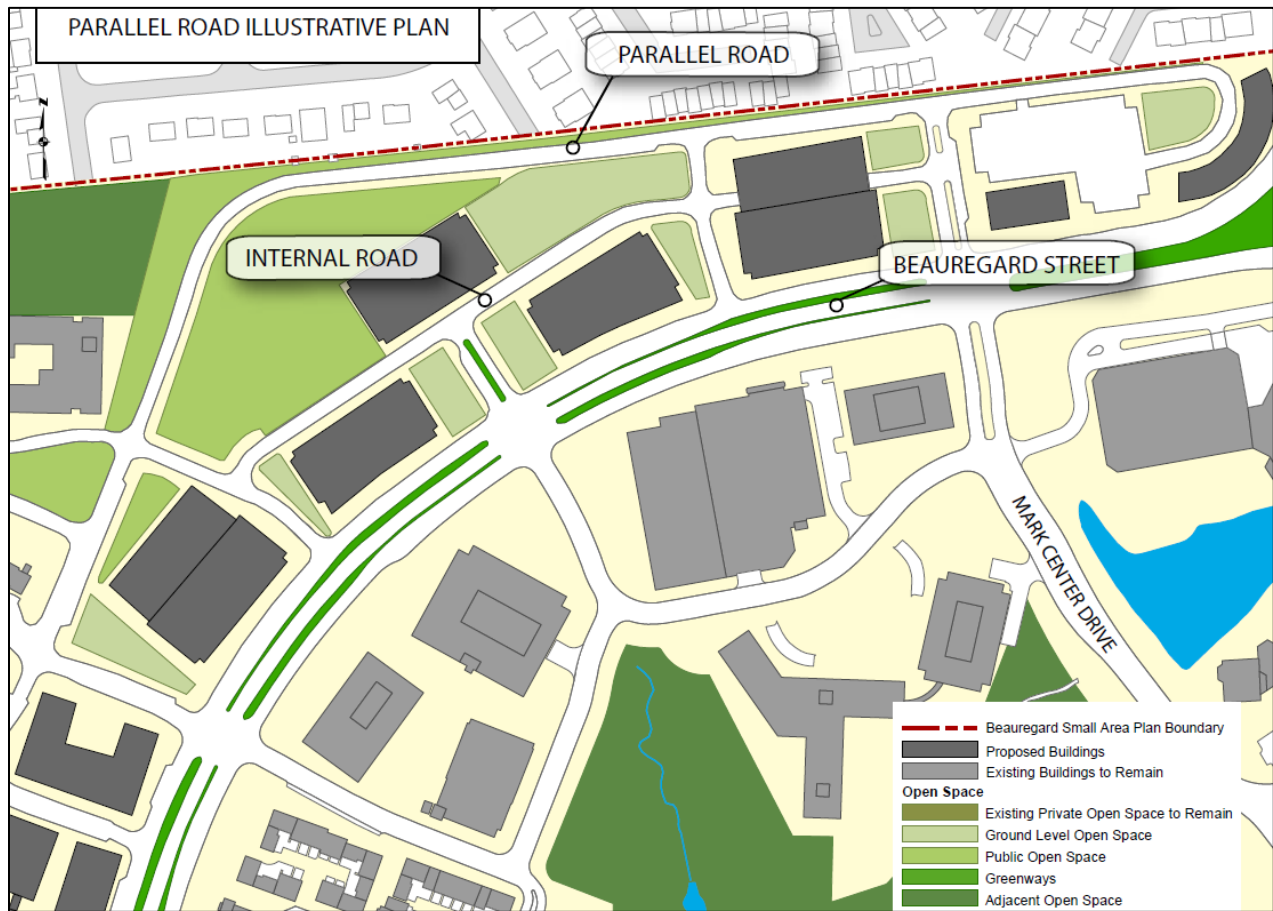 PARALLEL ROAD ILLUSTRATIVE PLAN
PARALLEL ROAD
INTERNAL ROAD
BEAUREGARD STREET
MARK CENTER DRIVE
Beauregard Small Area Plan Boundary
Proposed Buildings
Existing Buildings to Remain
Open Space
Existing Private Open Space to Remain
Ground Level Open Space
Public Open Space
Greenways
Adjacent Open Space